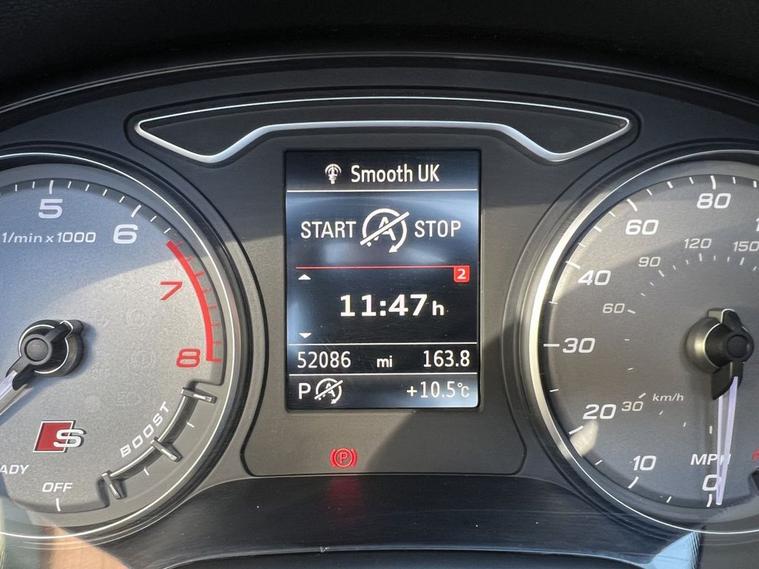 Smooth UK
START A STOP
2
11:47h
52086 mi 163.8
P A +10.5°C
5
6
1/min x 1000
7
8
BOOST
S
OFF
P
80
60
120
150
40
90
60
30
20
30
km/h
10
MPH
0